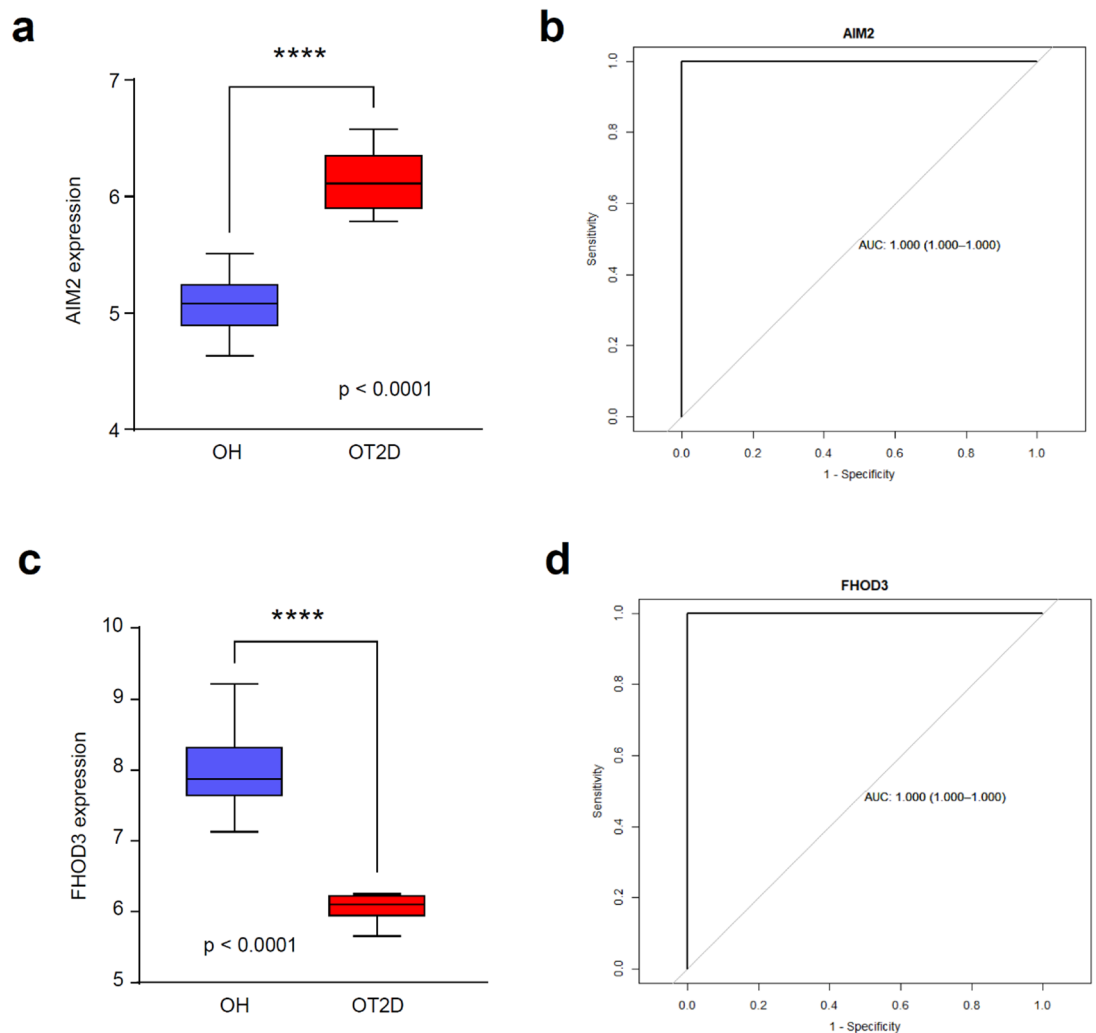 a
****
7
6
5
4
AIM2 expression
p < 0.0001
OH OT2D
b
AIM2
1.0
0.8
0.6
0.4
0.2
0.0
Sensitivity
AUC: 1.000 (1.000–1.000)
0.0 0.2 0.4 0.6 0.8 1.0
1 - Specificity
c
****
10
9
8
7
6
5
FHOD3 expression
p < 0.0001
OH OT2D
d
FHOD3
1.0
0.8
0.6
0.4
0.2
0.0
Sensitivity
AUC: 1.000 (1.000–1.000)
0.0 0.2 0.4 0.6 0.8 1.0
1 - Specificity